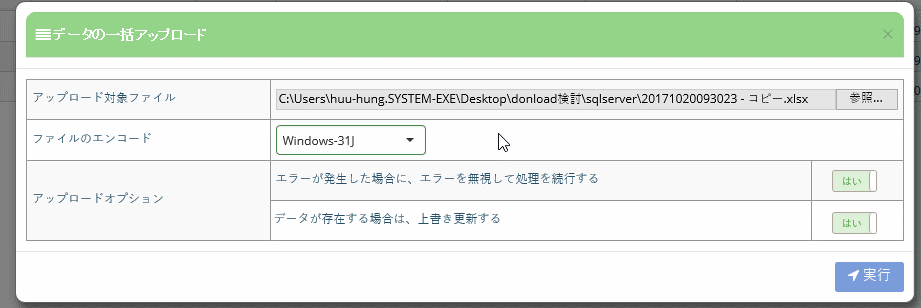 データの一括アップロード
×
アップロード対象ファイル
C:\Users\huu-hung.SYSTEM-EXE\Desktop\donload検討\sqlserver\20171020093023 - コピー.xlsx
参照...
ファイルのエンコード
Windows-31J
アップロードオプション
エラーが発生した場合に、エラーを無視して処理を続行する
はい
データが存在する場合は、上書き更新する
はい
実行